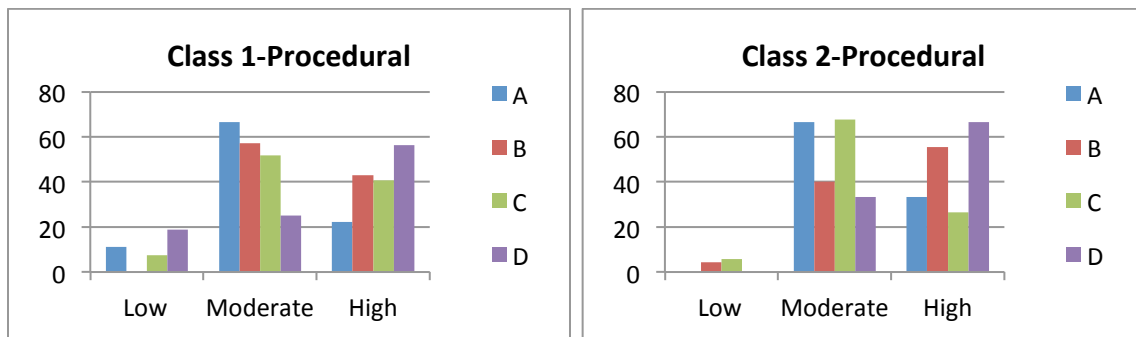 Class 1-Procedural
80
60
40
20
0
Low Moderate High
A
B
C
D
Class 2-Procedural
80
60
40
20
0
Low Moderate High
A
B
C
D